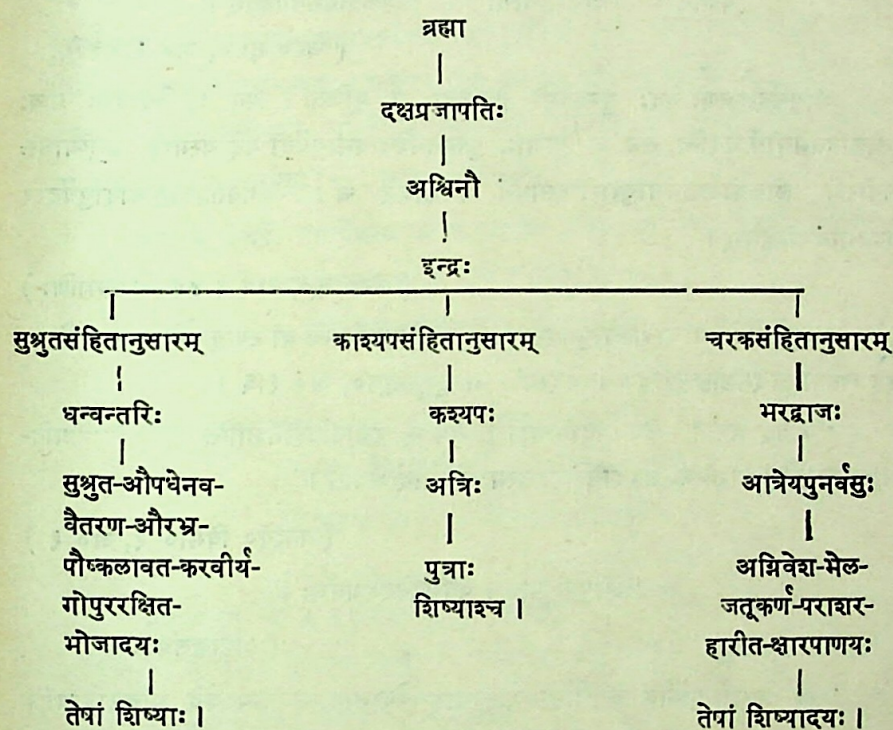 ब्रह्मा
दक्षप्रजापतिः
अश्विनौ
इन्द्रः
सुश्रुतसंहितानुसारम् काश्यपसंहितानुसारम् चरकसंहितानुसारम्
धन्वन्तरिः कश्यपः भरद्वाजः
सुश्रुत-औपधेनव- अत्रिः आत्रेयपुनर्वसुः
वैतरण-औरभ्र-
पौष्कलावत-करवीर्य- पुत्राः अग्निवेश-मेल-
गोपुररक्षित- शिष्याश्च । जतूकर्ण-पराशर-
भोजादयः हारीत-क्षारपाणयः
तेषां शिष्याः । तेषां शिष्यादयः ।